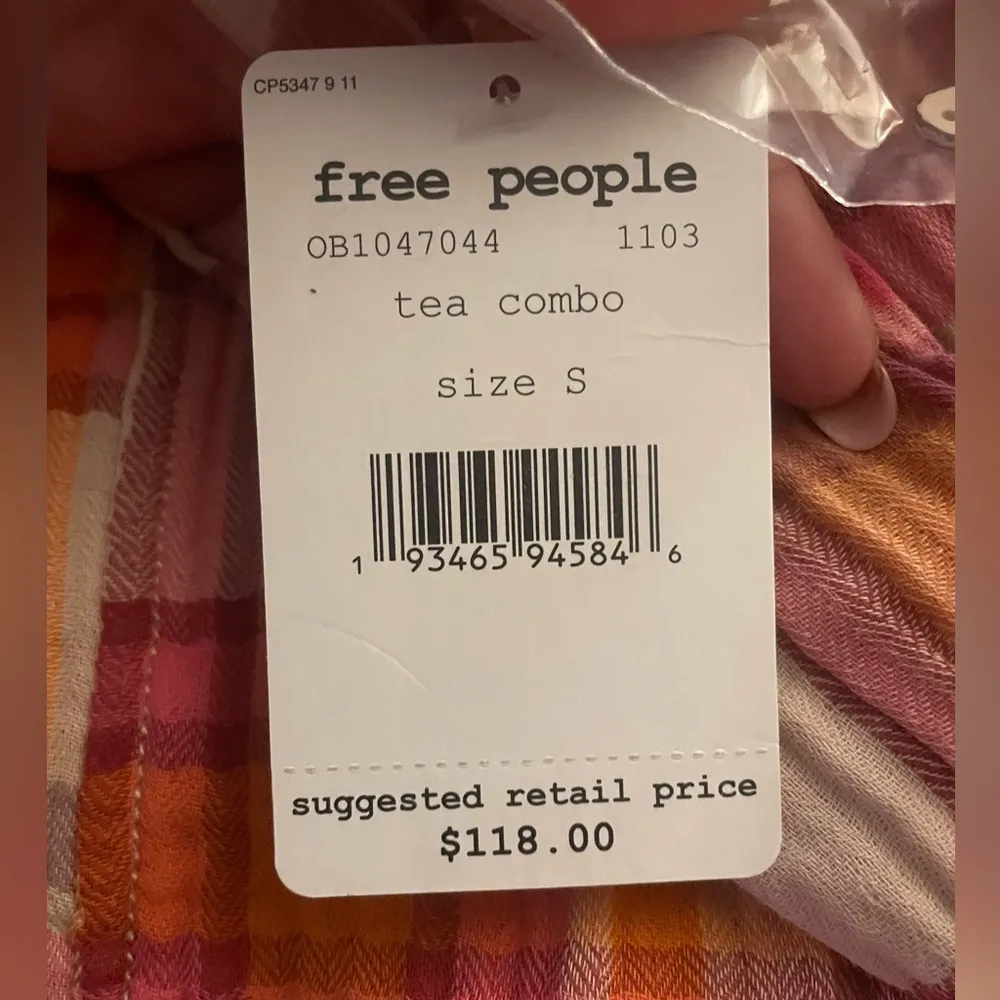 CP5347 9 11
free people
OB1047044 1103
tea combo
size S
1 93465 94584 6
suggested retail price
$118.00